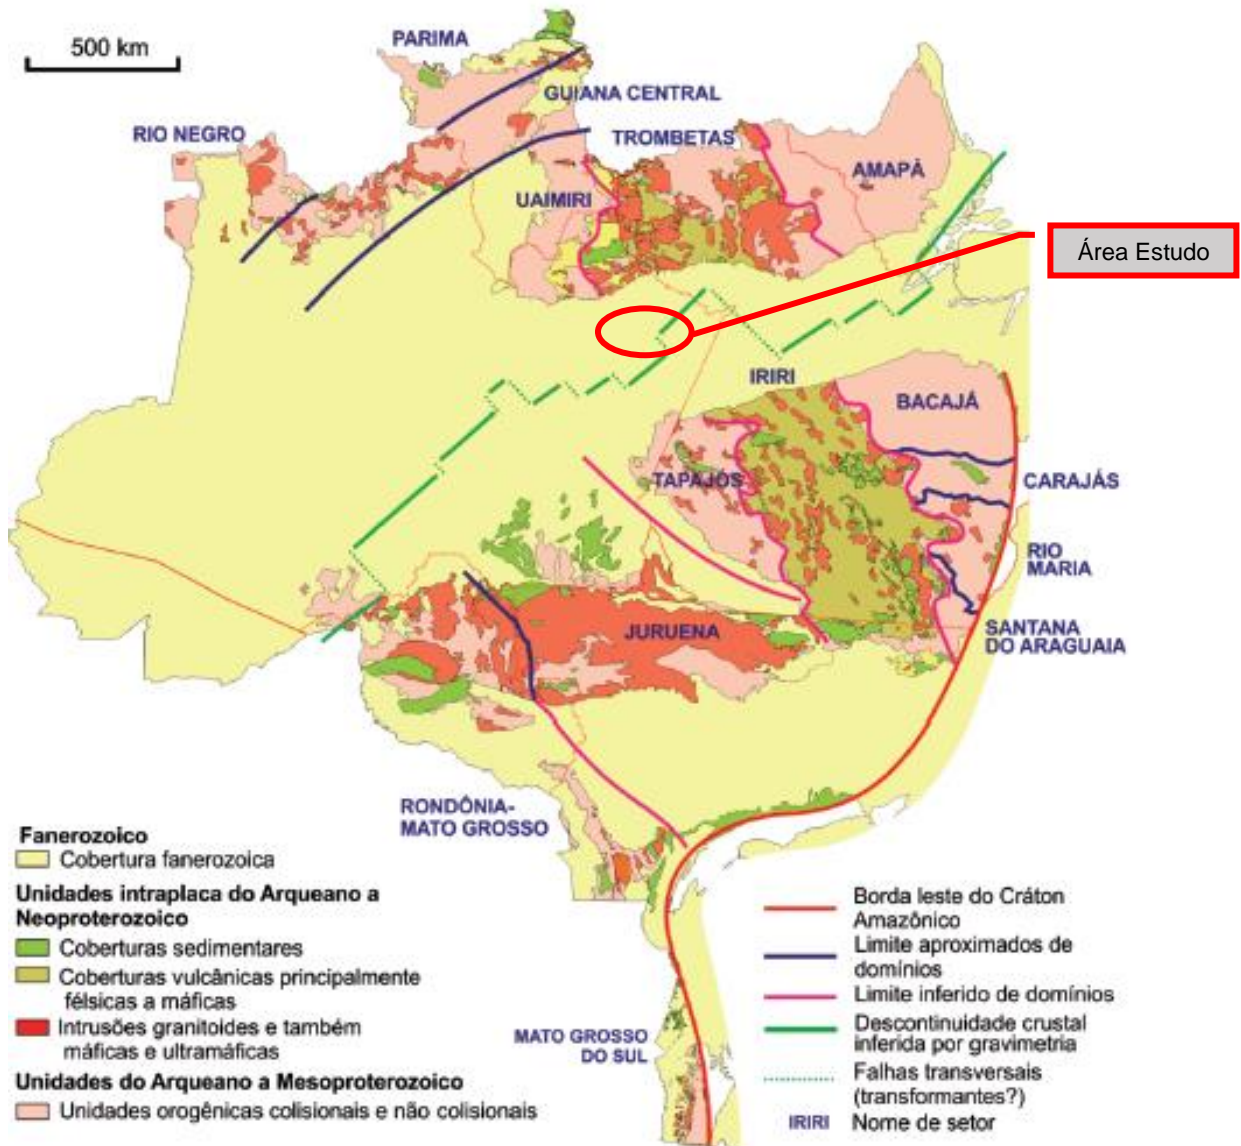 500 km
PARIMA
GUIANA CENTRAL
RIO NEGRO
TROMBETAS
AMAPÁ
UAIMIRI
Área Estudo
IRIRI
BACAJÁ
TAPAJÓS
CARAJÁS
RIO
MARIA
JURUENA
SANTANA
DO ARAGUAIA
RONDÔNIA-
MATO GROSSO
MATO GROSSO
DO SUL
Fanerozoico
Cobertura fanerozoica
Unidades intraplaca do Arqueano a
Neoproterozoico
Coberturas sedimentares
Coberturas vulcânicas principalmente
félsicas a máficas
Intrusões granitoides e também
máficas e ultramáficas
Unidades do Arqueano a Mesoproterozoico
Unidades orogênicas colisionais e não colisionais
Borda leste do Cráton
Amazônico
Limite aproximados de
domínios
Limite inferido de domínios
Descontinuidade crustal
inferida por gravimetria
Falhas transversais
(transformantes?)
IRIRI Nome de setor